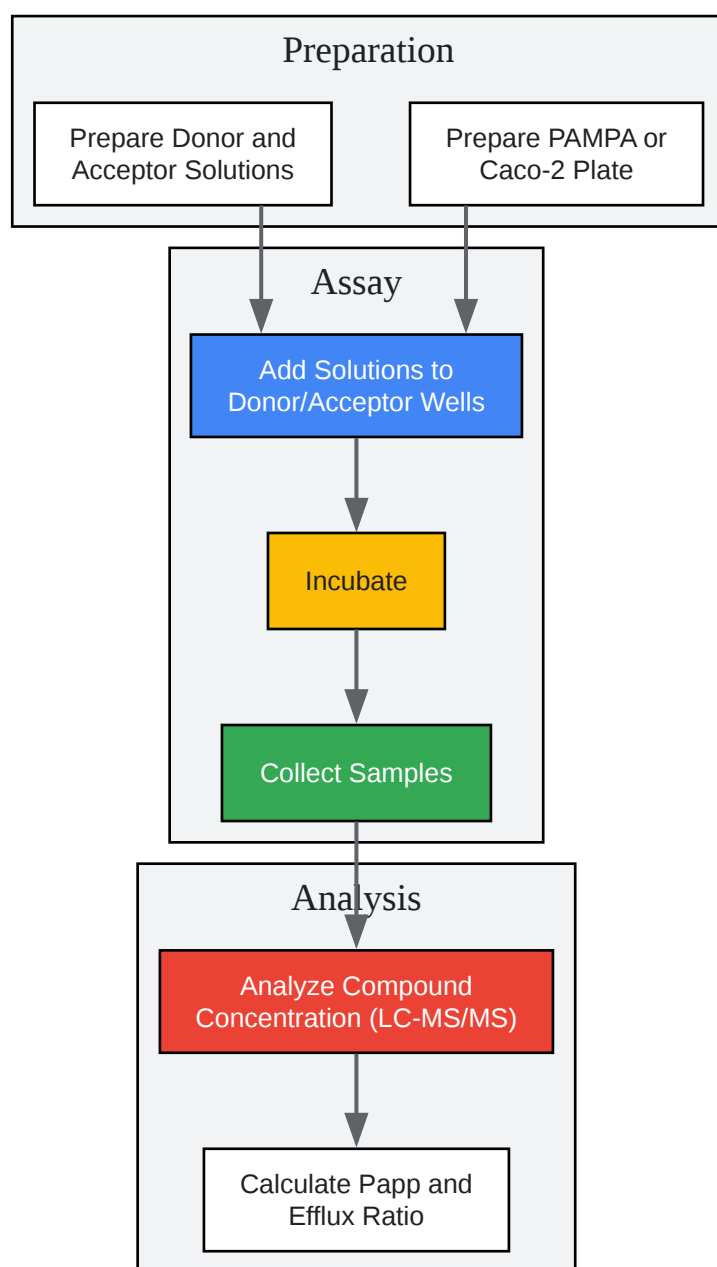 Preparation
Prepare Donor and
Acceptor Solutions
Prepare PAMPA or
Caco-2 Plate
Assay
Add Solutions to
Donor/Acceptor Wells
Incubate
Collect Samples
Analysis
Analyze Compound
Concentration (LC-MS/MS)
Calculate Papp and
Efflux Ratio